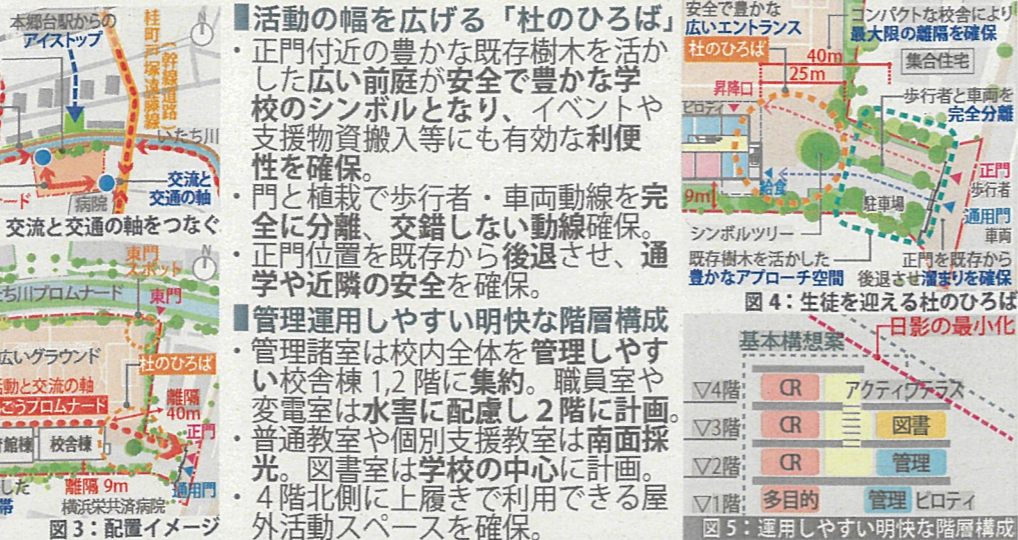 本郷台駅からの
アイストップ
桂町戸塚遠藤線
幹線道路
N
いたち川
交流と
交通の軸
病院
交流と交通の軸をつなぐ
東門
スポット
N
たち川プロムナード
東門
広いグラウンド
杜のひろば
活動と交流の軸
ごうプロムナード
離隔
40m
正門
館棟
校舎棟
離隔 9m
通用門
した
帯
横浜栄共済病院
図3:配置イメージ
活動の幅を広げる「杜のひろば」
・正門付近の豊かな既存樹木を活か
した広い前庭が安全で豊かな学
校のシンボルとなり、イベントや
支援物資搬入等にも有効な利便
性を確保。
・門と植栽で歩行者・車両動線を完
全に分離、交錯しない動線確保。
・正門位置を既存から後退させ、通
学や近隣の安全を確保。
管理運用しやすい明快な階層構成
・管理諸室は校内全体を管理しやす
い校舎棟1,2階に集約。職員室や
変電室は水害に配慮し2階に計画。
・普通教室や個別支援教室は南面採
光。図書室は学校の中心に計画。
・4階北側に上履きで利用できる屋
外活動スペースを確保。
安全で豊かな
広いエントランス
杜のひろば
コンパクトな校舎により
最大限の離隔を確保
40m
25m
集合住宅
昇降口
ピロティ
歩行者と車両を
完全分離
給食
9m
正門
歩行者
駐車場
通用門
車両
シンボルツリー
既存樹木を活かした
豊かなアプローチ空間
正門を既存から
後退させ溜まりを確保
図4:生徒を迎える杜のひろば
日影の最小化
基本構想案
▽4階 CR アクティヴテラス
▽3階 CR 図書
▽2階 CR 管理
▽1階 多目的 管理 ピロティ
図5:運用しやすい明快な階層構成